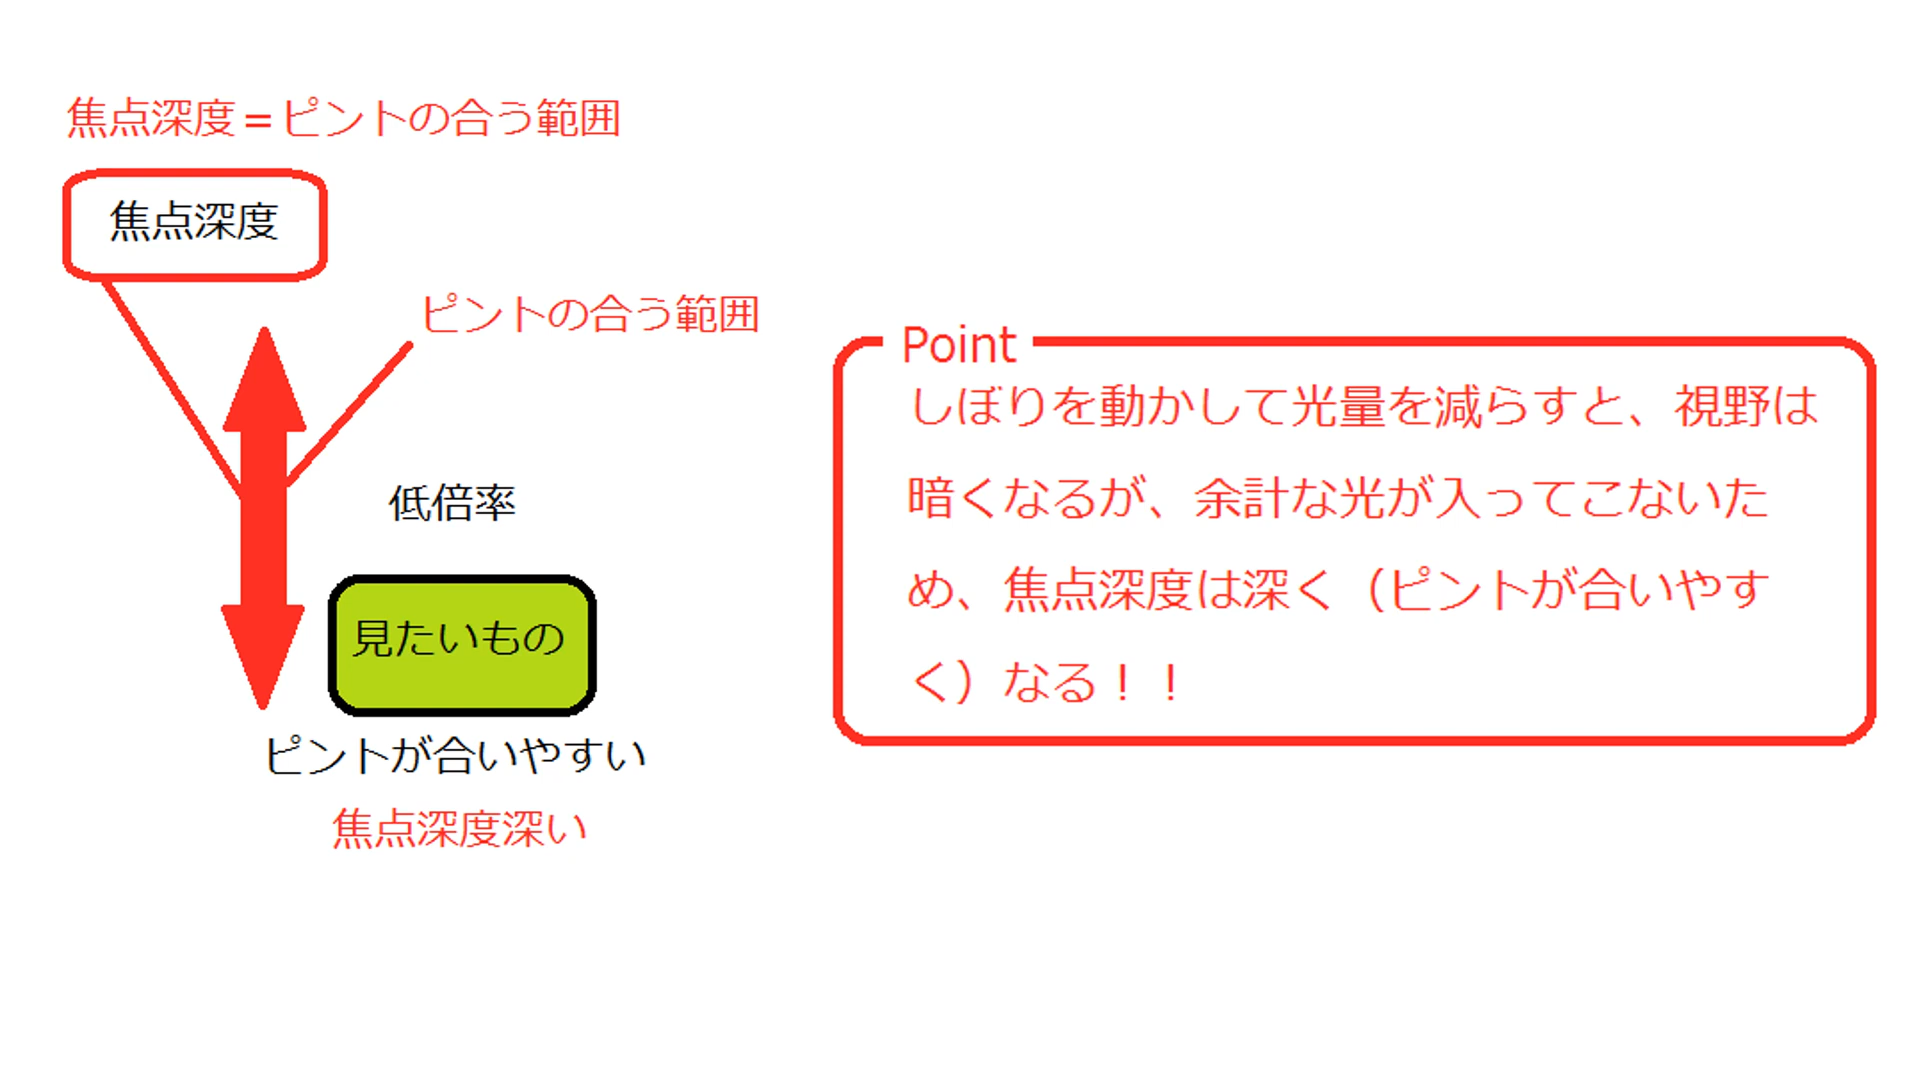 焦点深度＝ピントの合う範囲
焦点深度
ピントの合う範囲
低倍率
見たいもの
ピントが合いやすい
焦点深度深い
Point
しぼりを動かして光量を減らすと、視野は
暗くなるが、余計な光が入ってこないた
め、焦点深度は深く（ピントが合いやす
く）なる！！